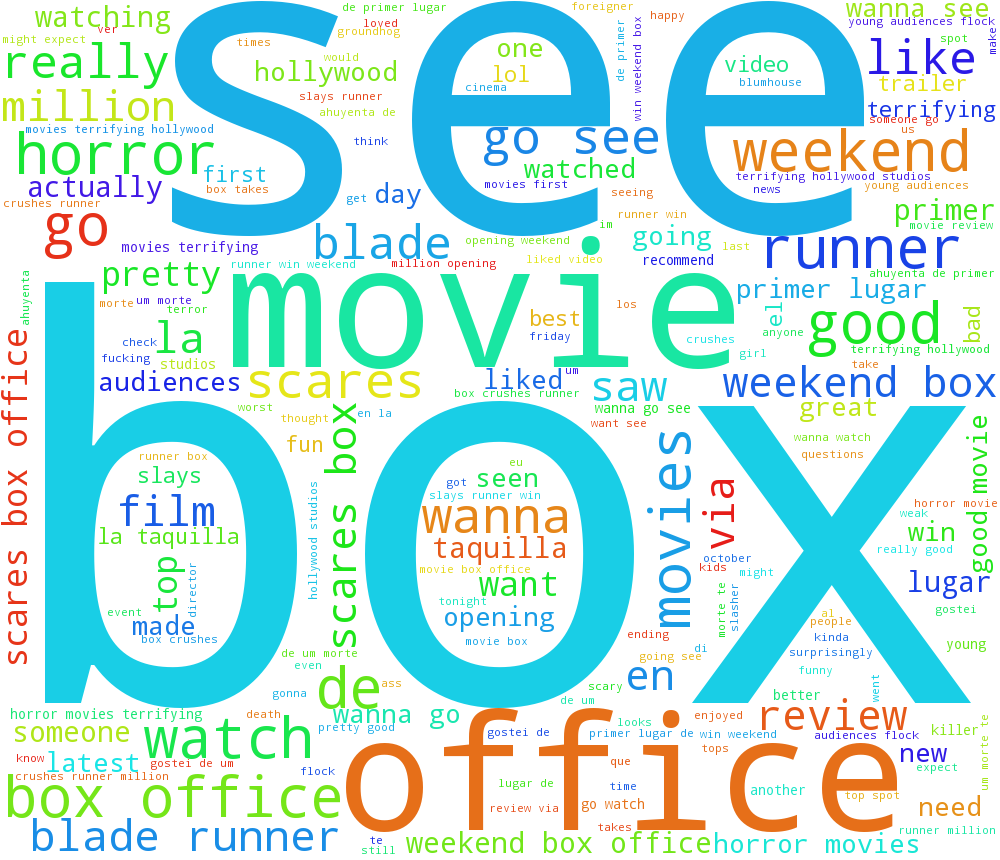 de primer lugar
foreigner
watching
ver
loved
happy
wanna see
young audiences flock
might expect
groundhog
times
one
see
de primer
win weekend box
spot
make
really
would
hollywood
lol
video
like
million
slays runner
cinema
blumhouse
trailer
ahuyenta de
terrifying
movies terrifying hollywood
think
go see
weekend
someone go
us
horror
first
watched
actually
box takes
get
day
movies first
seeing
terrifying hollywood studios
news
young audiences
crushes runner
go
runner win
im
primer
movie review
movies terrifying
blade
opening weekend
going
last
runner
pretty
runner win weekend
million opening
liked video
recommend
ahuyenta de primer
ahuyenta
morte
um morte
terror
movie
los
primer lugar
el
best
friday
anyone
good
bad
check
la
crushes
girl
terrifying hollywood
fucking
studios
take
audiences
scares
liked
um
saw
weekend box
box crushes runner
worst
en la
wanna go see
great
thought
want see
scares box office
fun
scares box
movies
wanna watch
good movie
questions
runner box
eu
slays
got
seen
via
film
slays runner win
wanna
horror movie
weak
la taquilla
hollywood studios
box
taquilla
win
really good
movie box office
october
top
director
want
kids
might
lugar
tonight
morte te
slasher
event
opening
al
people
gostei
made
box crushes
movie box
ending
kinda
surprisingly
young
de um morte
even
going see
di
funny
de
ass
en
scary
went
gonna
better
de um
horror movies terrifying
death
wanna go
office
looks
enjoyed
review
killer
someone
watch
pretty good
gostei de
primer lugar de
win weekend
audiences flock
um morte te
know
latest
gostei de um
que
tops
new
expect
crushes runner million
flock
lugar de
time
another
top spot
box office
review via
go watch
need
takes
blade runner
te
still
weekend box office
horror movies
runner million